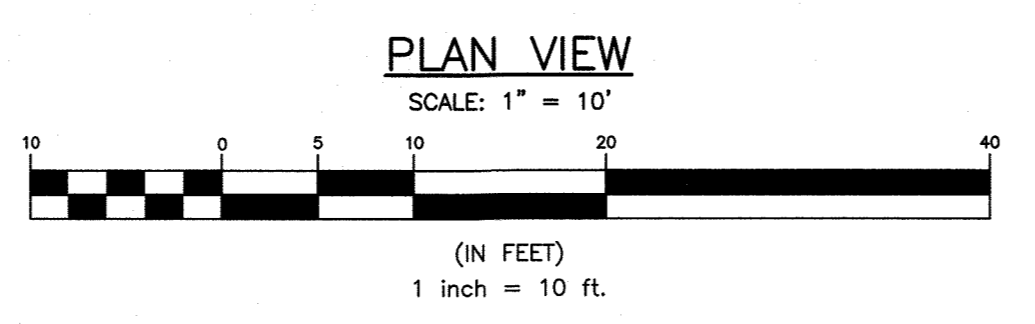 PLAN VIEW
SCALE: 1" = 10'
10 0 5 10 20 40
(IN FEET)
1 inch = 10 ft.